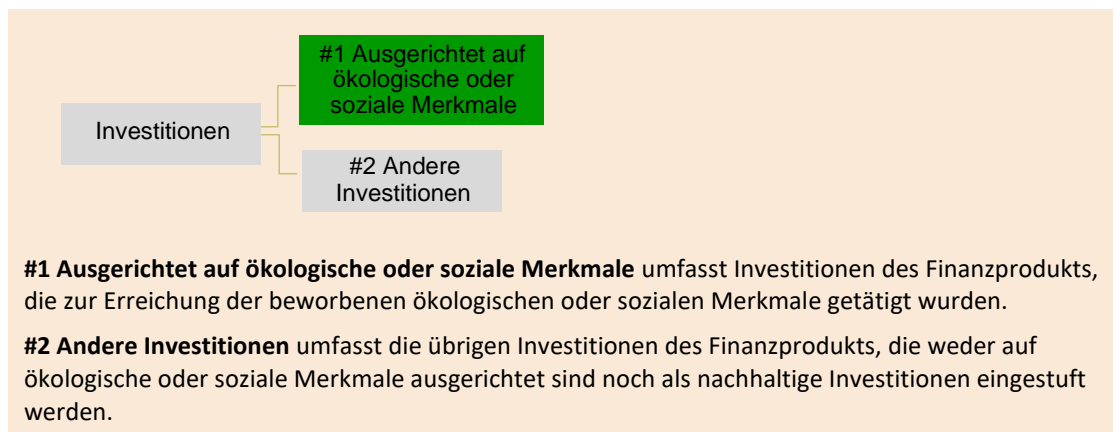 #1 Ausgerichtet auf
ökologische oder
soziale Merkmale
Investitionen
#2 Andere
Investitionen
#1 Ausgerichtet auf ökologische oder soziale Merkmale umfasst Investitionen des Finanzprodukts,
die zur Erreichung der beworbenen ökologischen oder sozialen Merkmale getätigt wurden.
#2 Andere Investitionen umfasst die übrigen Investitionen des Finanzprodukts, die weder auf
ökologische oder soziale Merkmale ausgerichtet sind noch als nachhaltige Investitionen eingestuft
werden.